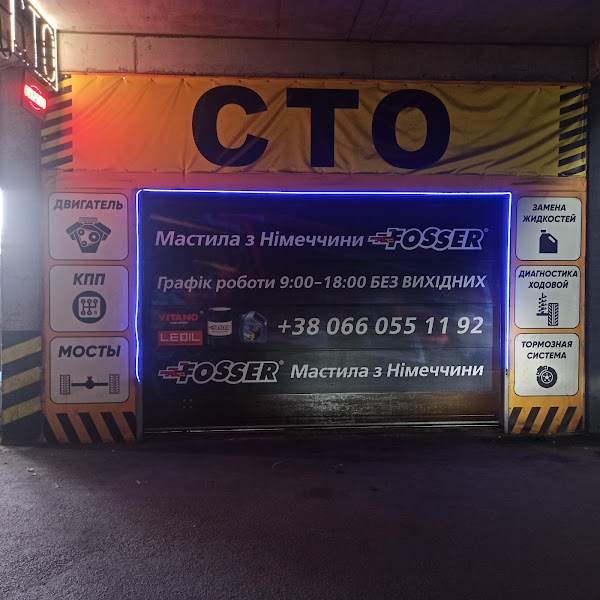 СТО
ДВИГАТЕЛЬ
КПП
МОСТЫ
Мастила з Німеччини FOSSER®
Графік роботи 9:00–18:00 БЕЗ ВИХІДНИХ
VITANO
LEOIL
+38 066 055 11 92
FOSSER® Мастила з Німеччини
ЗАМЕНА
ЖИДКОСТЕЙ
ДИАГНОСТИКА
ХОДОВОЙ
ТОРМОЗНАЯ
СИСТЕМА